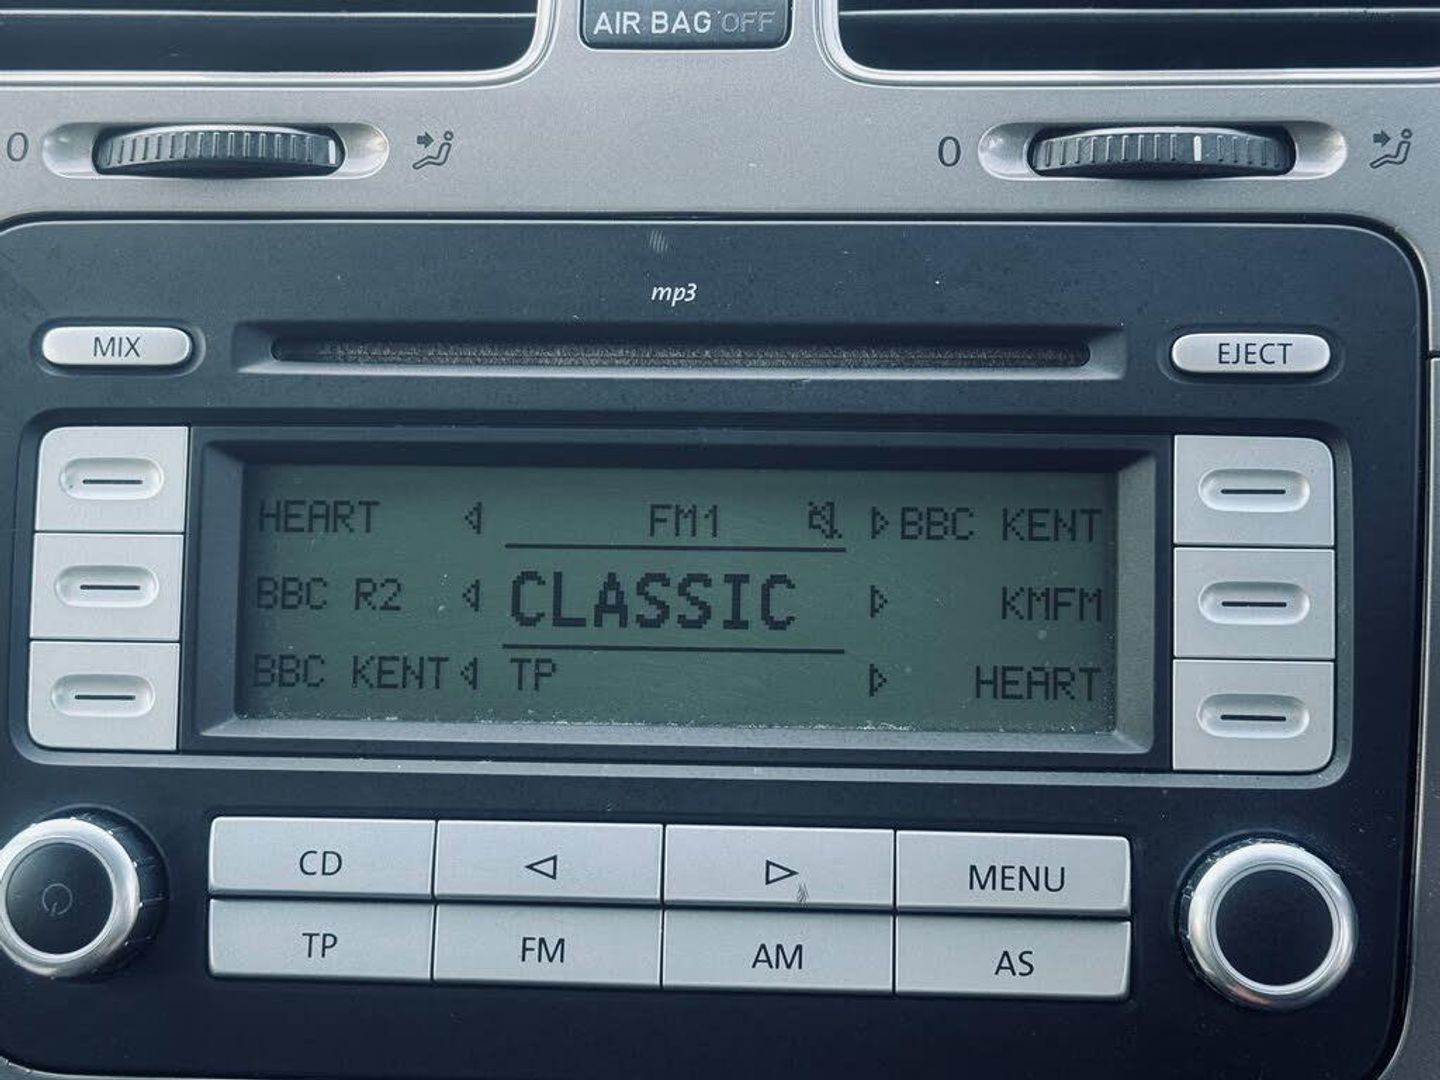 AIR BAG OFF
0 0
mp3
MIX EJECT
HEART FM1 BBC KENT
BBC R2 CLASSIC KMFM
BBC KENT TP HEART
CD MENU
TP FM AM AS